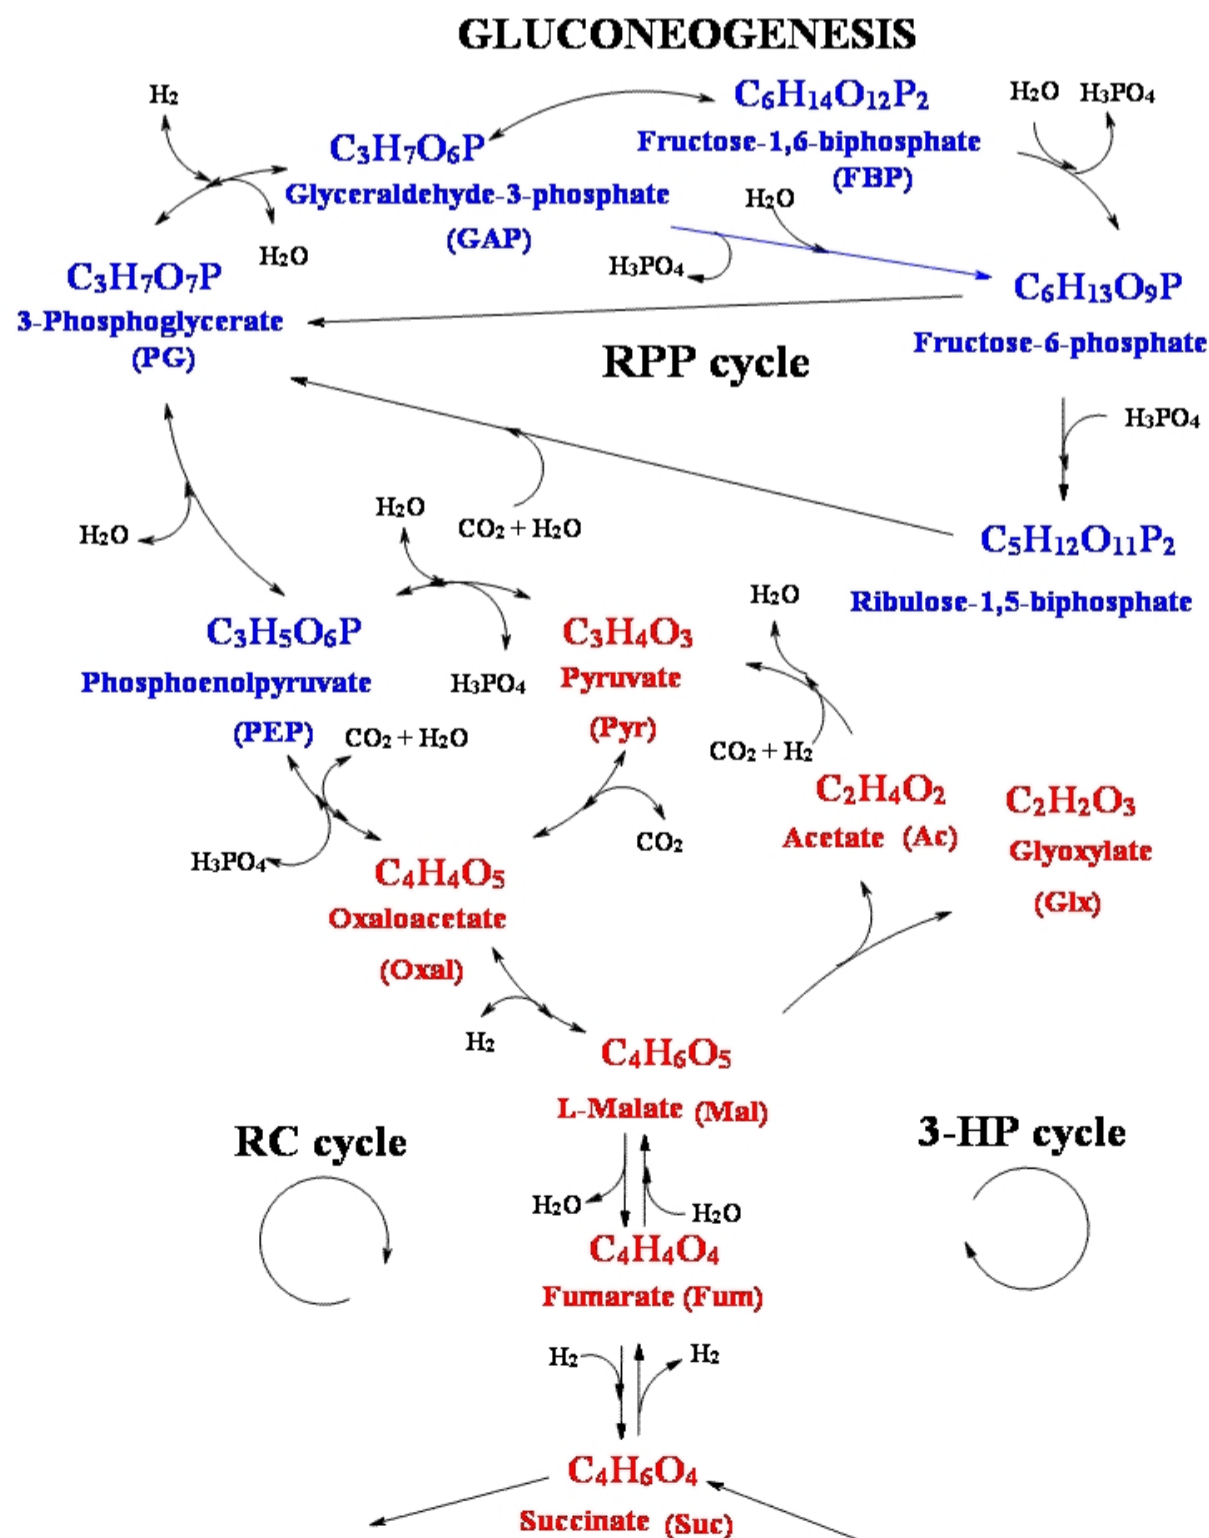 GLUCONEOGENESIS
H₂
C₃H₇O₆P
Glyceraldehyde-3-phosphate
(GAP)
C₆H₁₄O₁₂P₂
Fructose-1,6-biphosphate
(FBP)
H₂O H₃PO₄
H₂O
H₂O
H₃PO₄
C₃H₇O₇P
3-Phosphoglycerate
(PG)
C₆H₁₃O₉P
Fructose-6-phosphate
RPP cycle
H₃PO₄
H₂O
H₂O
CO₂ + H₂O
C₅H₁₂O₁₁P₂
Ribulose-1,5-biphosphate
C₃H₅O₆P
Phosphoenolpyruvate
(PEP)
H₃PO₄
C₃H₄O₃
Pyruvate
(Pyr)
H₂O
CO₂ + H₂
CO₂ + H₂O
H₃PO₄
CO₂
C₂H₄O₂
Acetate (Ac)
C₂H₂O₃
Glyoxylate
(Glx)
C₄H₄O₅
Oxaloacetate
(Oxal)
H₂
C₄H₆O₅
L-Malate (Mal)
RC cycle
3-HP cycle
H₂O
H₂O
C₄H₄O₄
Fumarate (Fum)
H₂
H₂
C₄H₆O₄
Succinate (Suc)